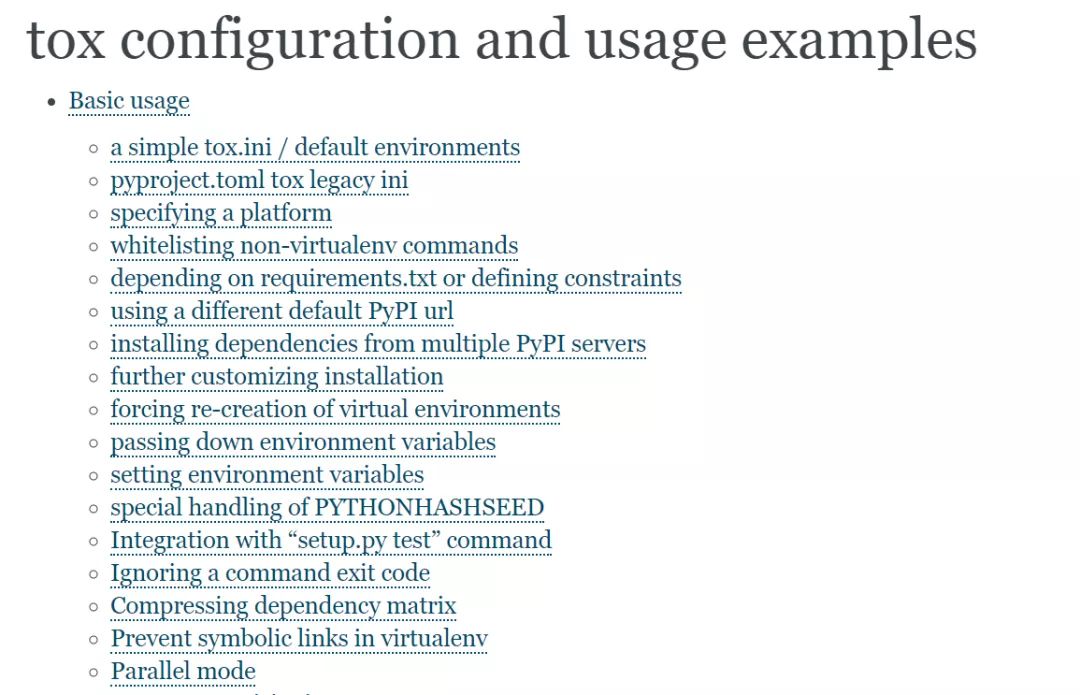 tox configuration and usage examples
Basic usage
a simple tox.ini / default environments
pyproject.toml tox legacy ini
specifying a platform
whitelisting non-virtualenv commands
depending on requirements.txt or defining constraints
using a different default PyPI url
installing dependencies from multiple PyPI servers
further customizing installation
forcing re-creation of virtual environments
passing down environment variables
setting environment variables
special handling of PYTHONHASHSEED
Integration with “setup.py test” command
Ignoring a command exit code
Compressing dependency matrix
Prevent symbolic links in virtualenv
Parallel mode